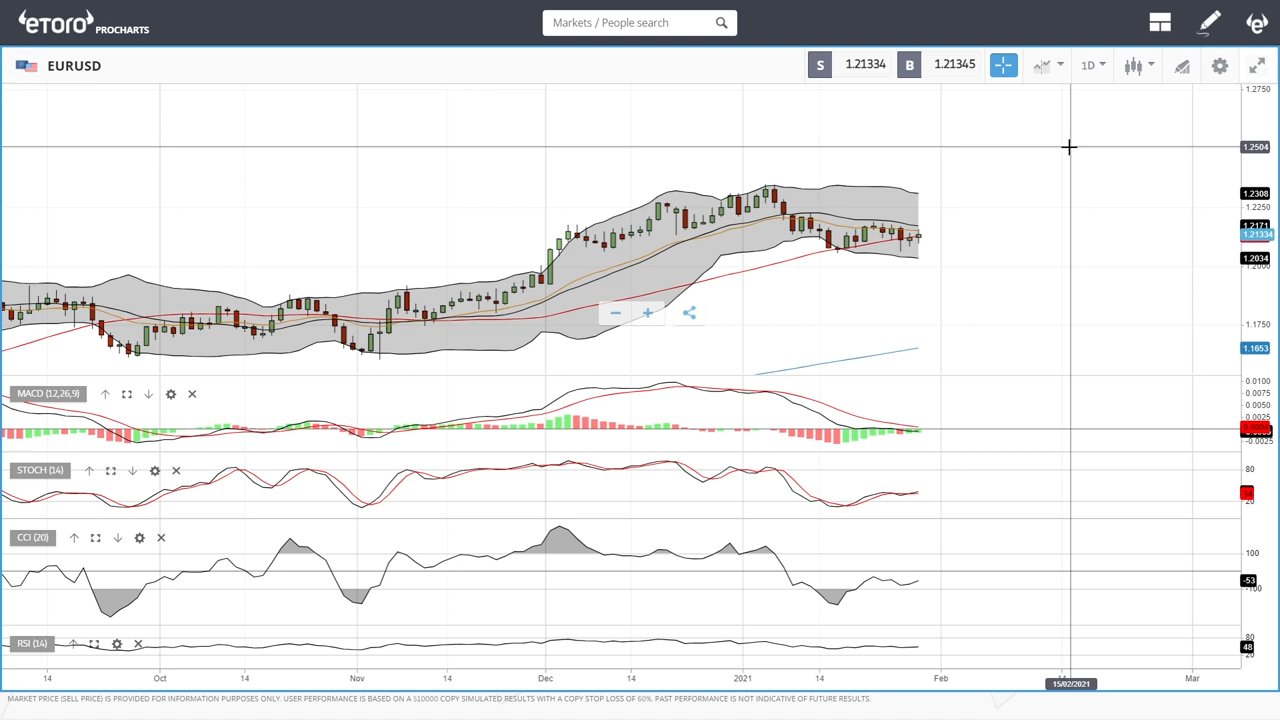 eToro PROCHARTS
Markets / People search
EURUSD
S 1.21334 B 1.21345
1D
1.2750
1.2504
1.2308
1.2250
1.2171
1.21334
1.2034
1.2000
1.1750
1.1653
MACD (12,26,9)
0.0100
0.0075
0.0050
0.0025
-0.0025
STOCH (14)
80
20
CCI (20)
100
-53
-100
RSI (14)
80
48
20
14 Oct 14 Nov 14 Dec 14 2021 14 Feb Mar
15/02/2021
MARKET PRICE (SELL PRICE) IS PROVIDED FOR INFORMATION PURPOSES ONLY. USER PERFORMANCE IS BASED ON A $10000 COPY SIMULATED RESULTS WITH A COPY STOP LOSS OF 60%. PAST PERFORMANCE IS NOT INDICATIVE OF FUTURE RESULTS.